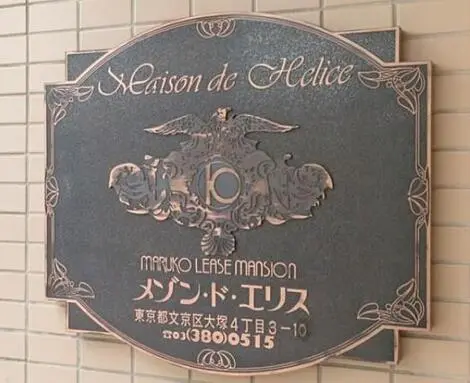 Maison de Helice
MARUKO LEASE MANSION
メゾン・ド・エリス
東京都文京区大塚4丁目3-10
☎03(380)0515